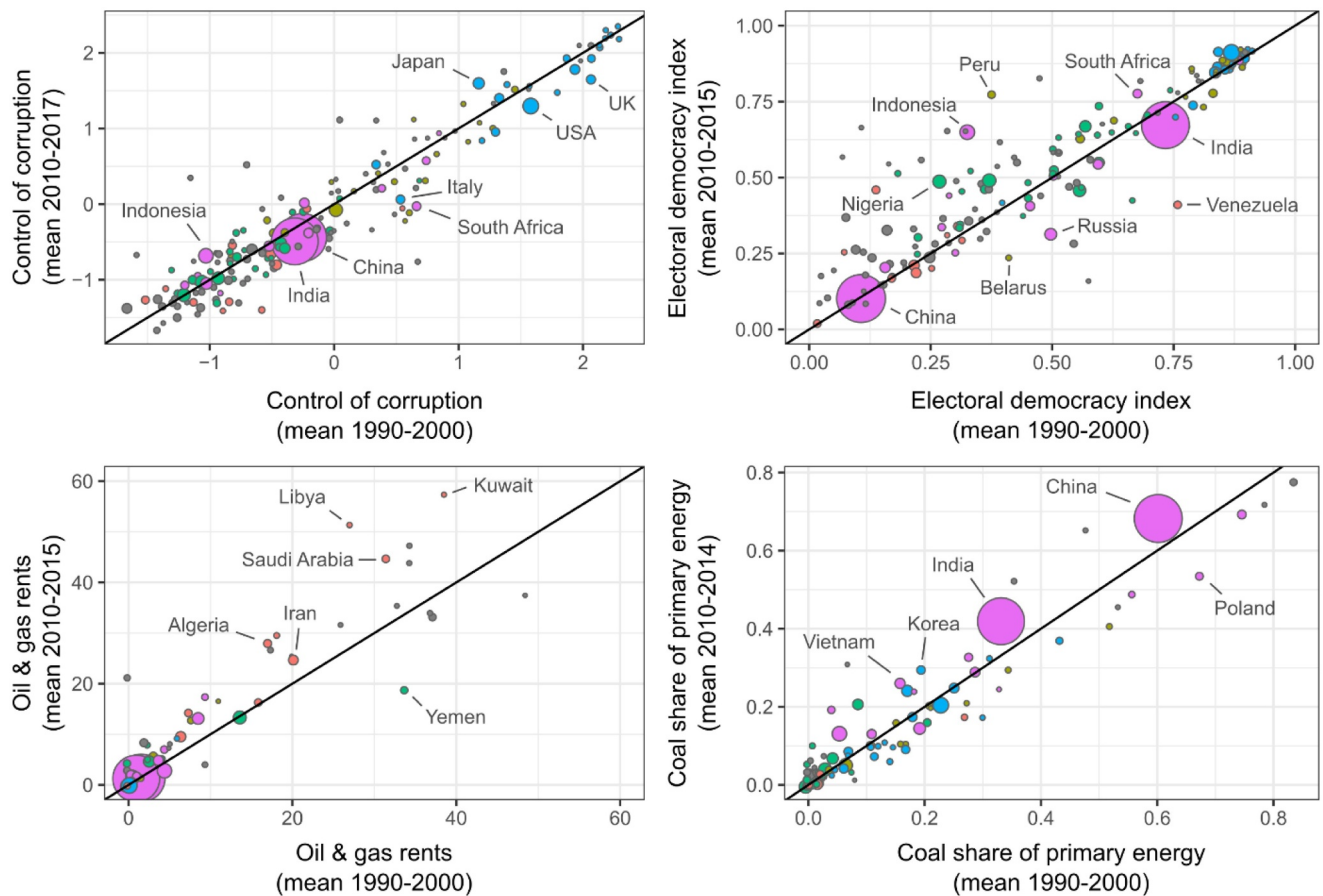 Control of corruption
(mean 2010-2017)
2
1
0
−1
Japan
UK
USA
Italy
Indonesia
South Africa
China
India
−1
0
1
2
Control of corruption
(mean 1990-2000)
Electoral democracy index
(mean 2010-2015)
1.00
0.75
0.50
0.25
0.00
Peru
South Africa
Indonesia
India
Nigeria
Venezuela
Russia
Belarus
China
0.00
0.25
0.50
0.75
1.00
Electoral democracy index
(mean 1990-2000)
Oil & gas rents
(mean 2010-2015)
60
40
20
0
Kuwait
Libya
Saudi Arabia
Algeria
Iran
Yemen
0
20
40
60
Oil & gas rents
(mean 1990-2000)
Coal share of primary energy
(mean 2010-2014)
0.8
0.6
0.4
0.2
0.0
China
India
Poland
Korea
Vietnam
0.0
0.2
0.4
0.6
0.8
Coal share of primary energy
(mean 1990-2000)